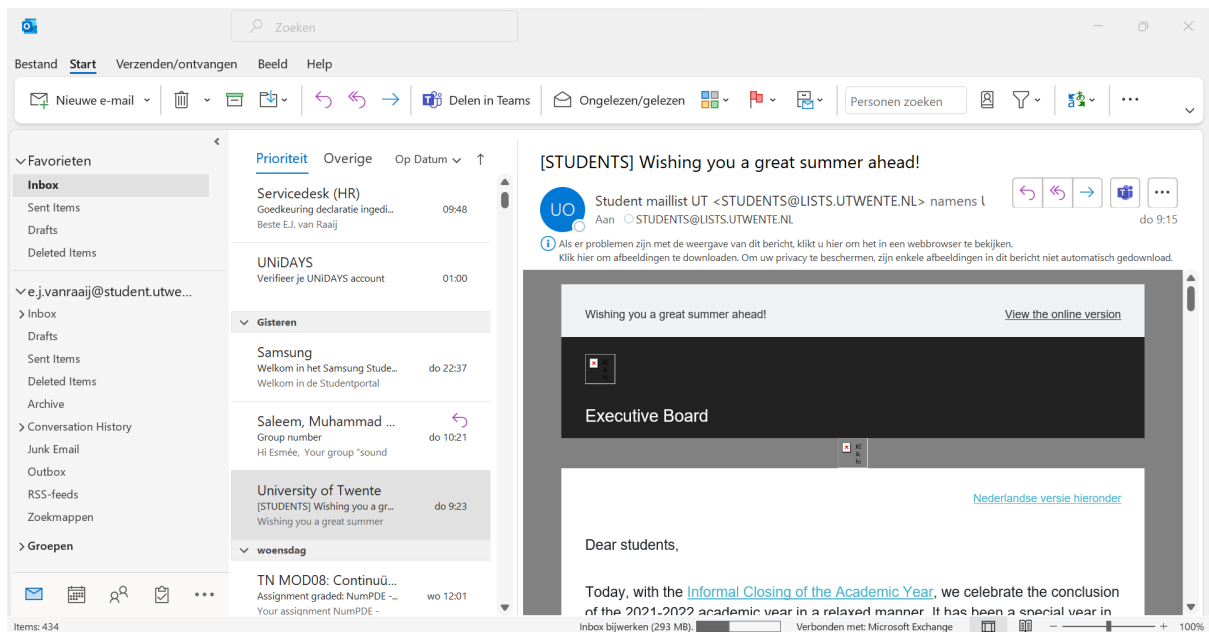 Zoeken
Bestand Start Verzenden/ontvangen Beeld Help
Nieuwe e-mail Delen in Teams Ongelezen/gelezen Personen zoeken
Favorieten
Inbox
Sent Items
Drafts
Deleted Items
e.j.vanraaij@student.utwe...
Inbox
Drafts
Sent Items
Deleted Items
Archive
Conversation History
Junk Email
Outbox
RSS-feeds
Zoekmappen
Groepen
Items: 434
Prioriteit Overige Op Datum
Servicedesk (HR)
Goedkeuring declaratie ingedi... 09:48
Beste E.J. van Raaij
UNiDAYS
Verifieer je UNiDAYS account 01:00
Gisteren
Samsung
Welkom in het Samsung Stude... do 22:37
Welkom in de Studentportal
Saleem, Muhammad ...
Group number do 10:21
Hi Esmée, Your group "sound
University of Twente
[STUDENTS] Wishing you a gr... do 9:23
Wishing you a great summer
woensdag
TN MOD08: Continuü...
Assignment graded: NumPDE -... wo 12:01
Your assignment NumPDE -
[STUDENTS] Wishing you a great summer ahead!
UO
Student maillist UT <STUDENTS@LISTS.UTWENTE.NL> namens
Aan STUDENTS@LISTS.UTWENTE.NL do 9:15
Als er problemen zijn met de weergave van dit bericht, klikt u hier om het in een webbrowser te bekijken.
Klik hier om afbeeldingen te downloaden. Om uw privacy te beschermen, zijn enkele afbeeldingen in dit bericht niet automatisch gedownload.
Wishing you a great summer ahead! View the online version
Executive Board
Kl
ik
hi
Nederlandse versie hieronder
Dear students,
Today, with the Informal Closing of the Academic Year, we celebrate the conclusion
of the 2021-2022 academic year in a relaxed manner. It has been a special year in
Inbox bijwerken (293 MB). Verbonden met: Microsoft Exchange 100%